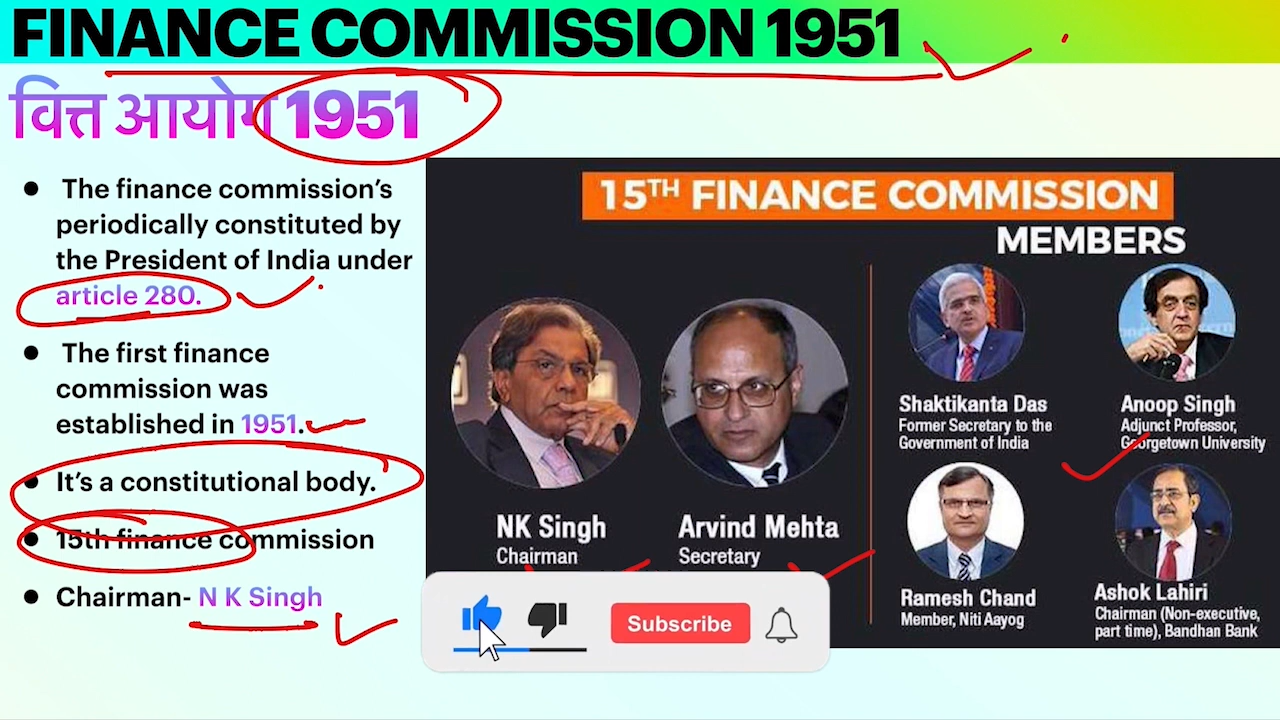 FINANCE COMMISSION 1951
वित्त आयोग 1951
● The finance commission's
periodically constituted by
the President of India under
article 280.
● The first finance
commission was
established in 1951.
● It's a constitutional body.
● 15th finance commission
● Chairman- N K Singh
15TH FINANCE COMMISSION
MEMBERS
NK Singh
Chairman
Arvind Mehta
Secretary
Shaktikanta Das
Former Secretary to the
Government of India
Anoop Singh
Adjunct Professor,
Georgetown University
Ramesh Chand
Member, Niti Aayog
Ashok Lahiri
Chairman (Non-executive,
part time), Bandhan Bank
Subscribe